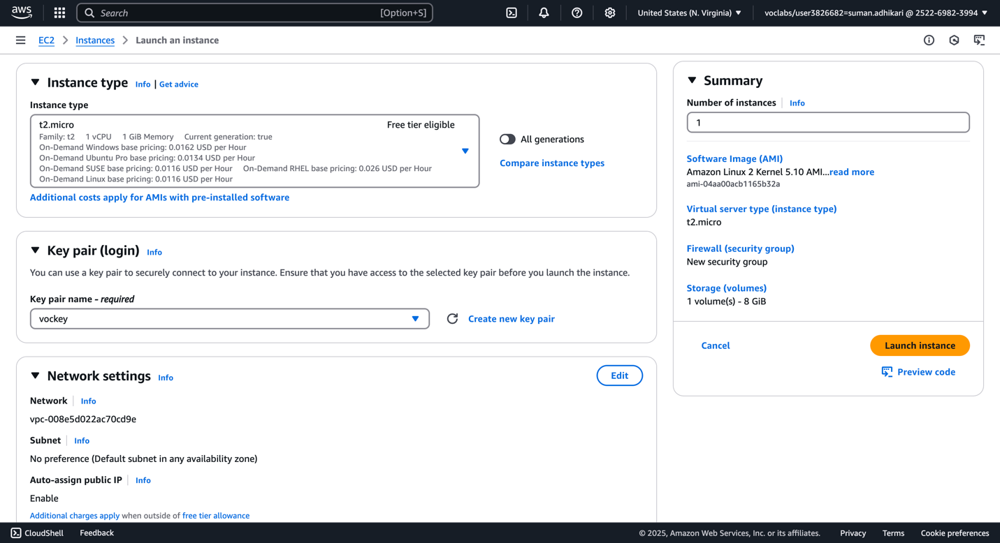 aws
Search [Option+S]
United States (N. Virginia)
voclabs/user3826682=suman.adhikari @ 2522-6982-3994
EC2 Instances Launch an instance
Instance type Info | Get advice
Instance type
t2.micro Free tier eligible
Family: t2 1 vCPU 1 GiB Memory Current generation: true
On-Demand Windows base pricing: 0.0162 USD per Hour
On-Demand Ubuntu Pro base pricing: 0.0134 USD per Hour
On-Demand SUSE base pricing: 0.0116 USD per Hour On-Demand RHEL base pricing: 0.026 USD per Hour
On-Demand Linux base pricing: 0.0116 USD per Hour
All generations
Compare instance types
Additional costs apply for AMIs with pre-installed software
Key pair (login) Info
You can use a key pair to securely connect to your instance. Ensure that you have access to the selected key pair before you launch the instance.
Key pair name - required
vockey
Create new key pair
Network settings Info
Edit
Network Info
vpc-008e5d022ac70cd9e
Subnet Info
No preference (Default subnet in any availability zone)
Auto-assign public IP Info
Enable
Additional charges apply when outside of free tier allowance
Summary
Number of instances Info
1
Software Image (AMI)
Amazon Linux 2 Kernel 5.10 AMI...read more
ami-04aa00acb1165b32a
Virtual server type (instance type)
t2.micro
Firewall (security group)
New security group
Storage (volumes)
1 volume(s) - 8 GiB
Cancel
Launch instance
Preview code
CloudShell Feedback
© 2025, Amazon Web Services, Inc. or its affiliates. Privacy Terms Cookie preferences